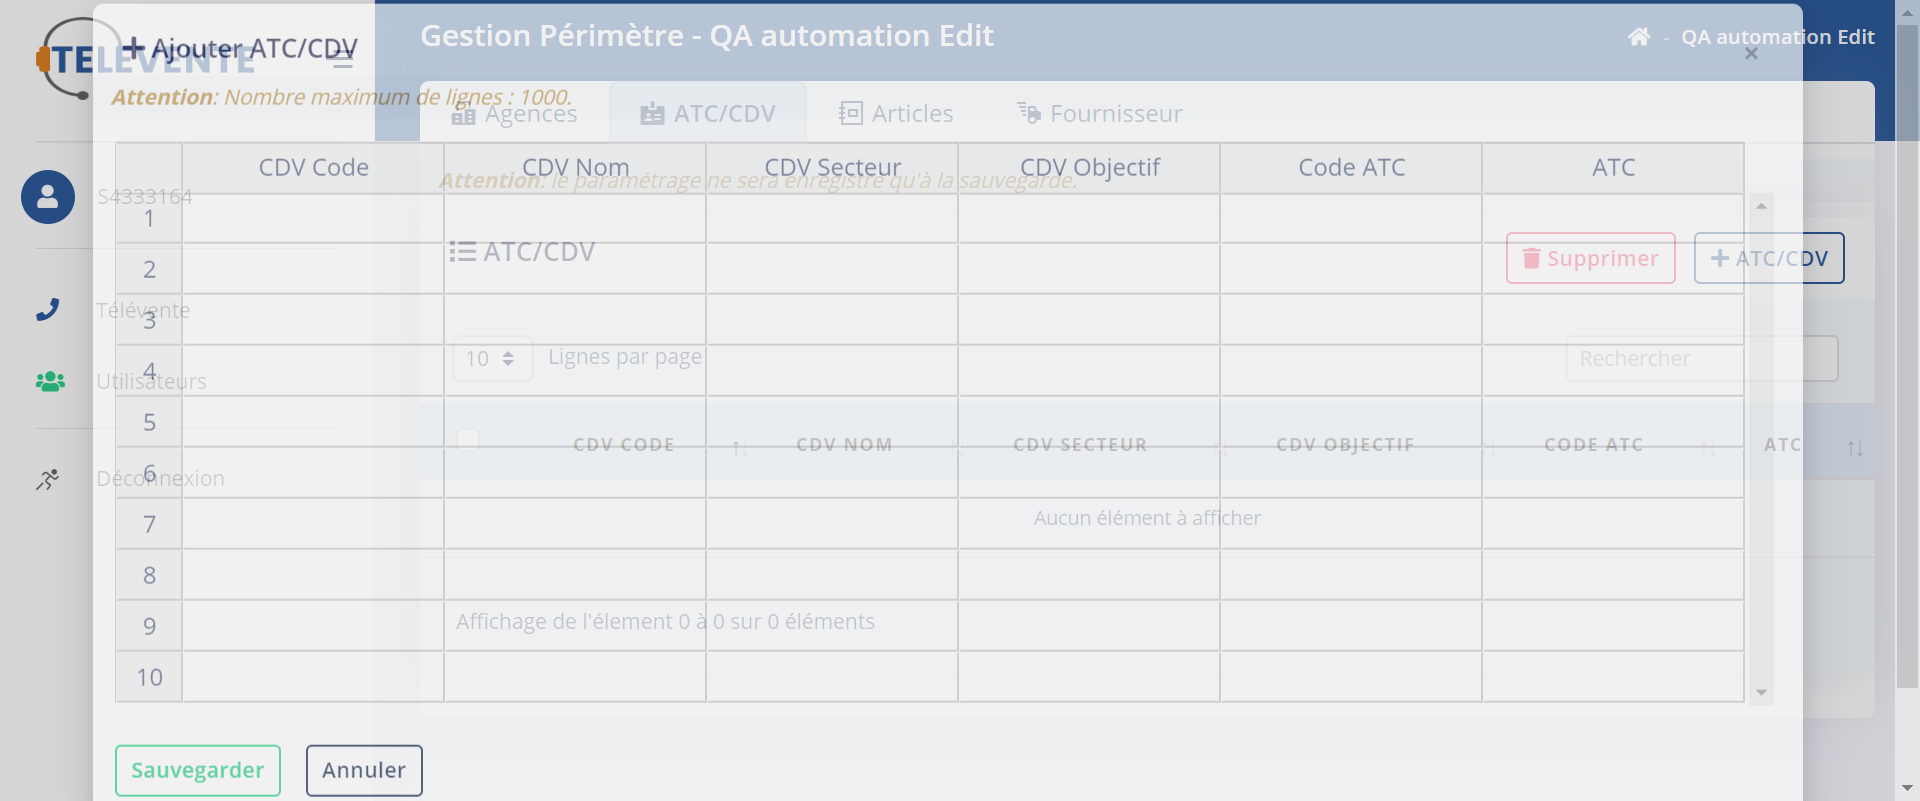 TELEVENTE
Gestion Périmètre - QA automation Edit
- QA automation Edit
Ajouter ATC/CDV
×
Attention: Nombre maximum de lignes : 1000.
Agences
ATC/CDV
Articles
Fournisseur
CDV Code CDV Nom CDV Secteur CDV Objectif Code ATC ATC
Attention: le paramétrage ne sera enregistré qu'à la sauvegarde.
S4333164
1
2
ATC/CDV
Supprimer
ATC/CDV
Télévente
3
10 Lignes par page
Rechercher
4
Utilisateurs
5
CDV CODE CDV NOM CDV SECTEUR CDV OBJECTIF CODE ATC ATC
6
Déconnexion
7
Aucun élément à afficher
8
9
Affichage de l'élement 0 à 0 sur 0 éléments
10
Sauvegarder
Annuler